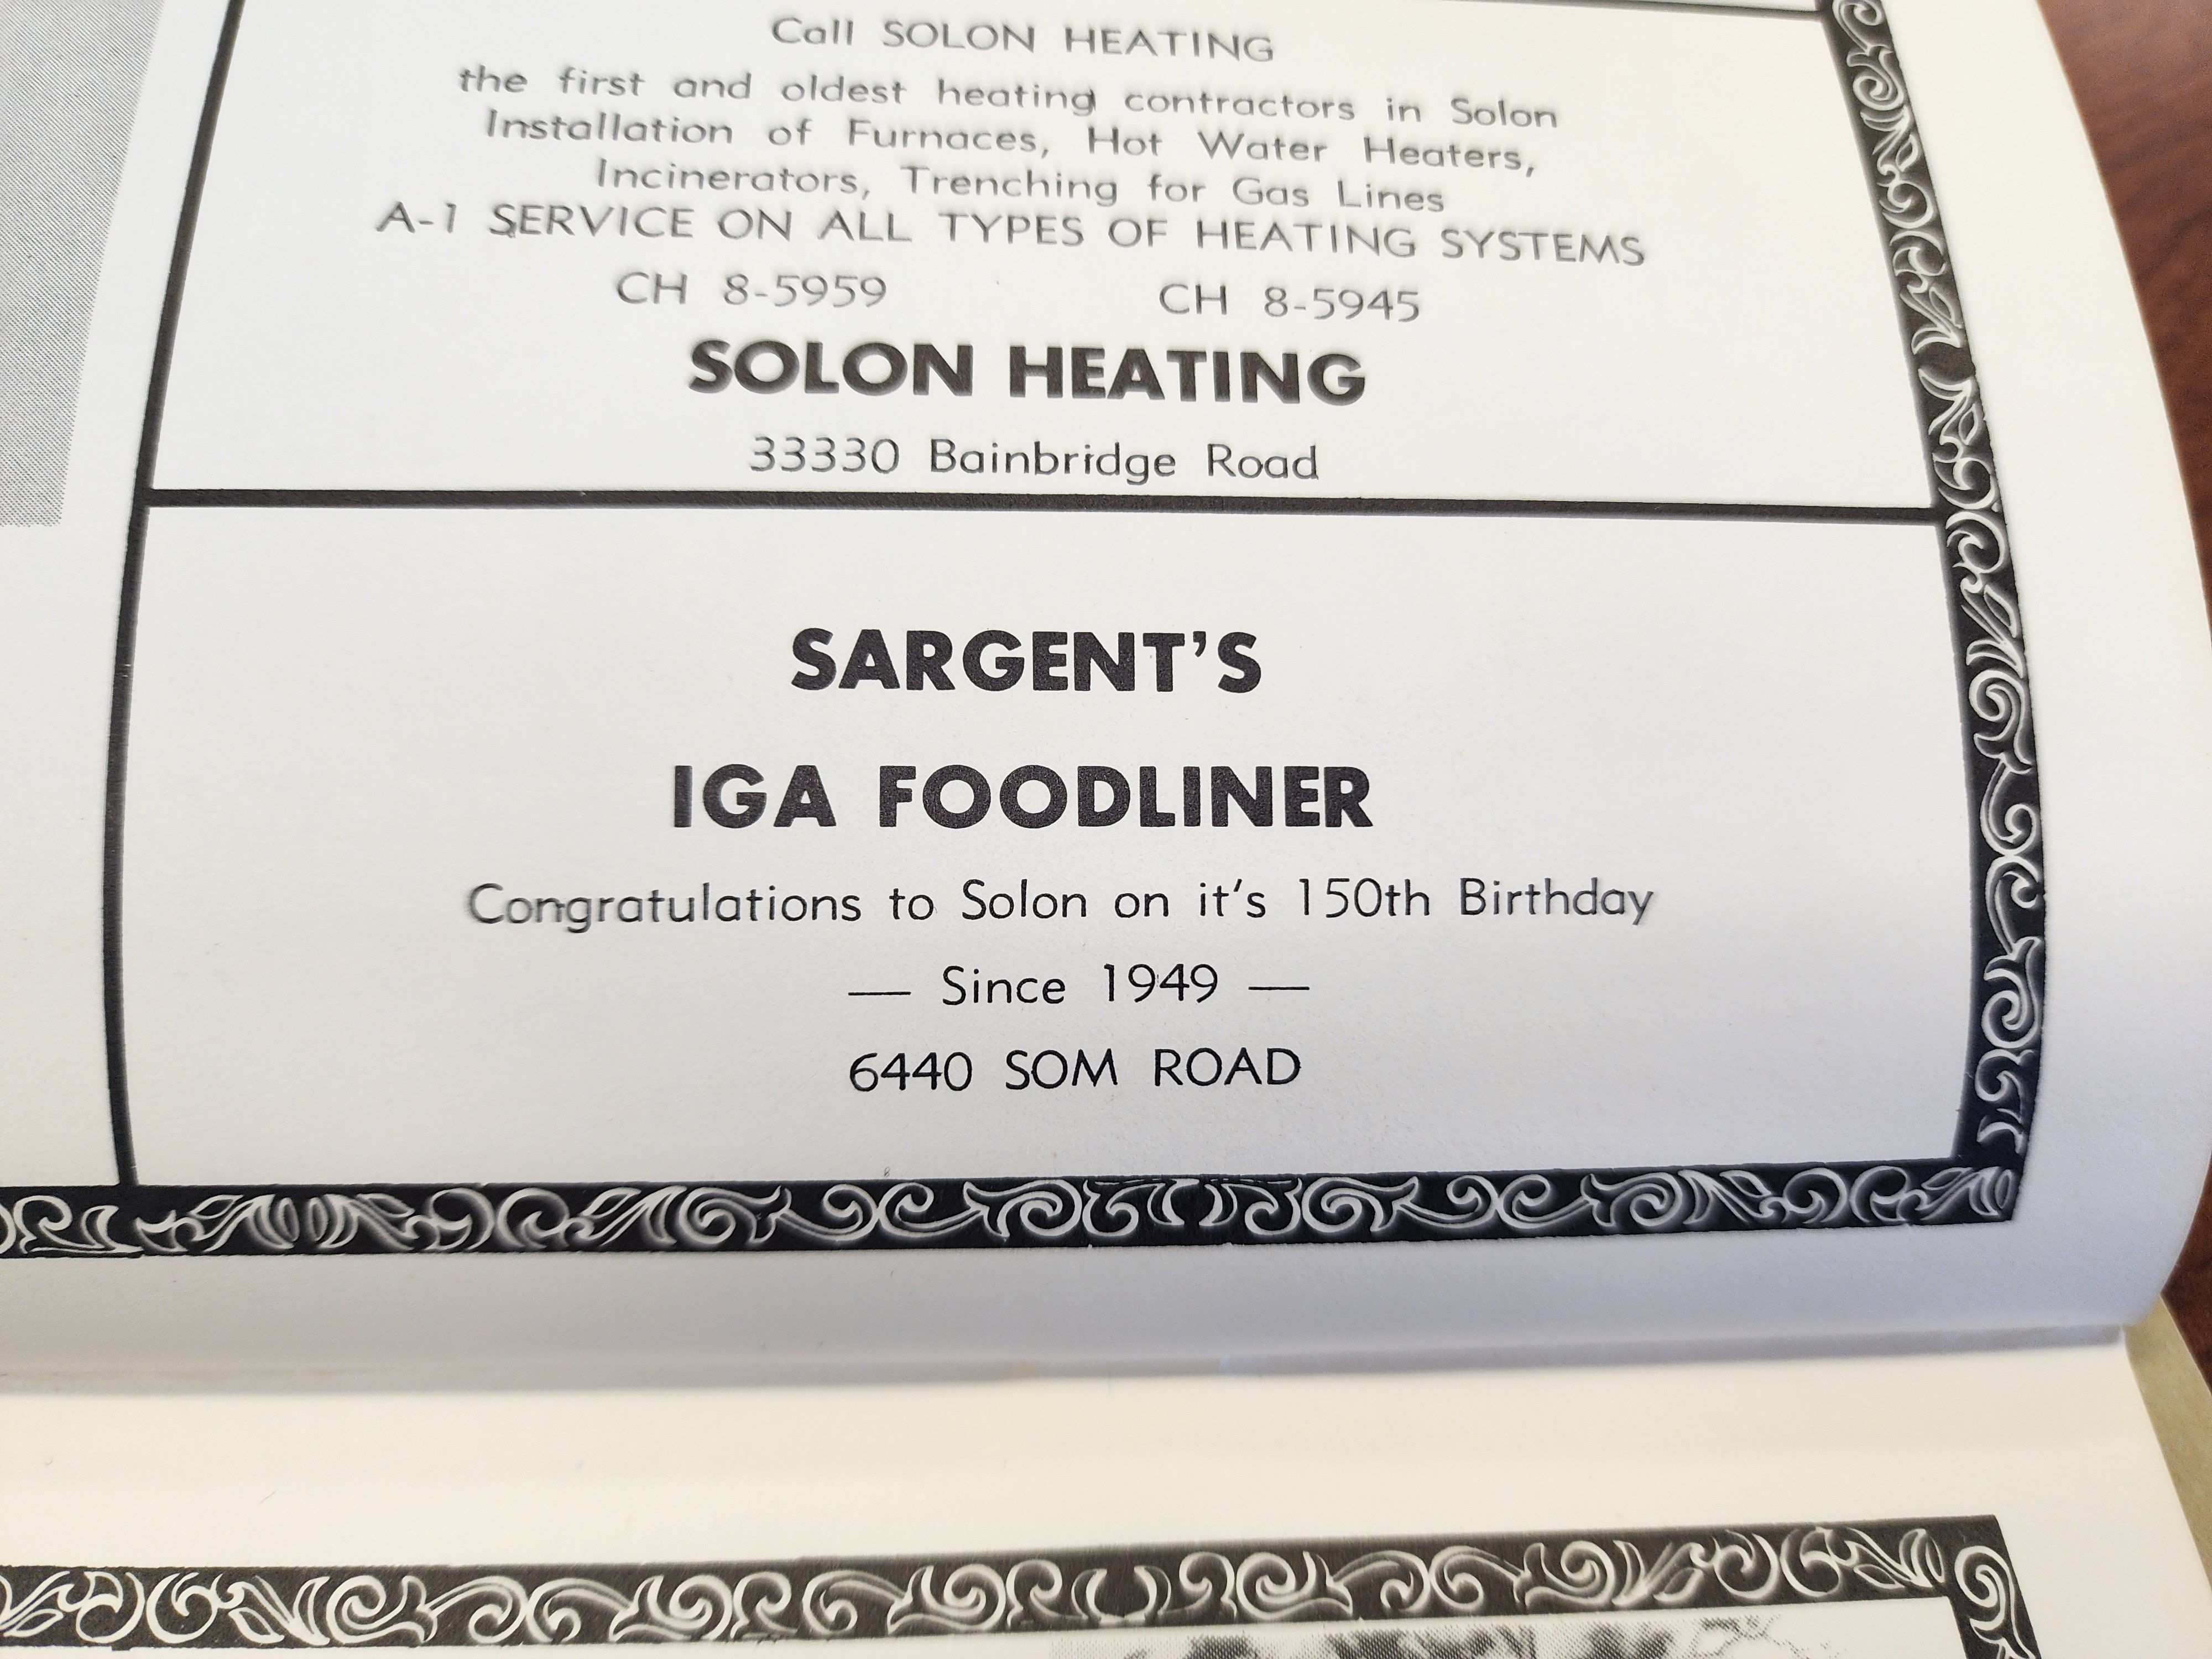 Call SOLON HEATING
the first and oldest heating contractors in Solon
Installation of Furnaces, Hot Water Heaters,
Incinerators, Trenching for Gas Lines
A-1 SERVICE ON ALL TYPES OF HEATING SYSTEMS
CH 8-5959 CH 8-5945
SOLON HEATING
33330 Bainbridge Road
SARGENT'S
IGA FOODLINER
Congratulations to Solon on it's 150th Birthday
— Since 1949 —
6440 SOM ROAD